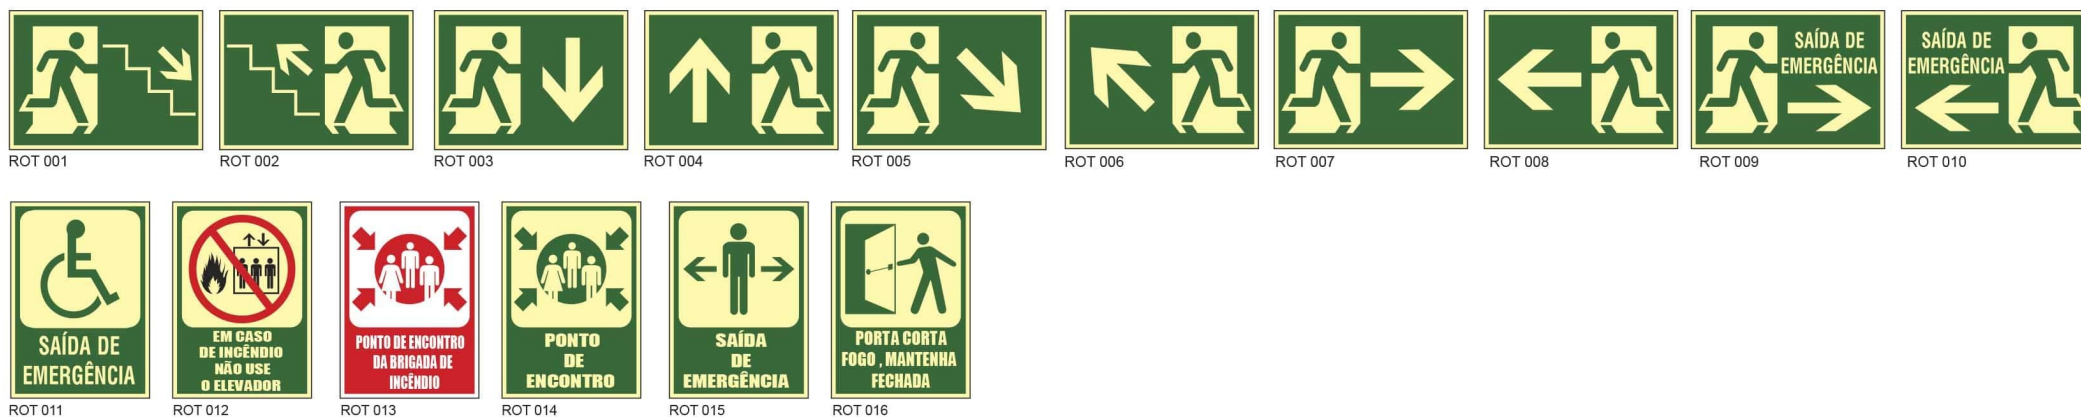 SAÍDA DE
EMERGÊNCIA
SAÍDA DE
EMERGÊNCIA
ROT 001
ROT 002
ROT 003
ROT 004
ROT 005
ROT 006
ROT 007
ROT 008
ROT 009
ROT 010
SAÍDA DE
EMERGÊNCIA
EM CASO
DE INCÊNDIO
NÃO USE
O ELEVADOR
PONTO DE ENCONTRO
DA BRIGADA DE
INCÊNDIO
PONTO
DE
ENCONTRO
SAÍDA
DE
EMERGÊNCIA
PORTA CORTA
FOGO , MANTENHA
FECHADA
ROT 011
ROT 012
ROT 013
ROT 014
ROT 015
ROT 016